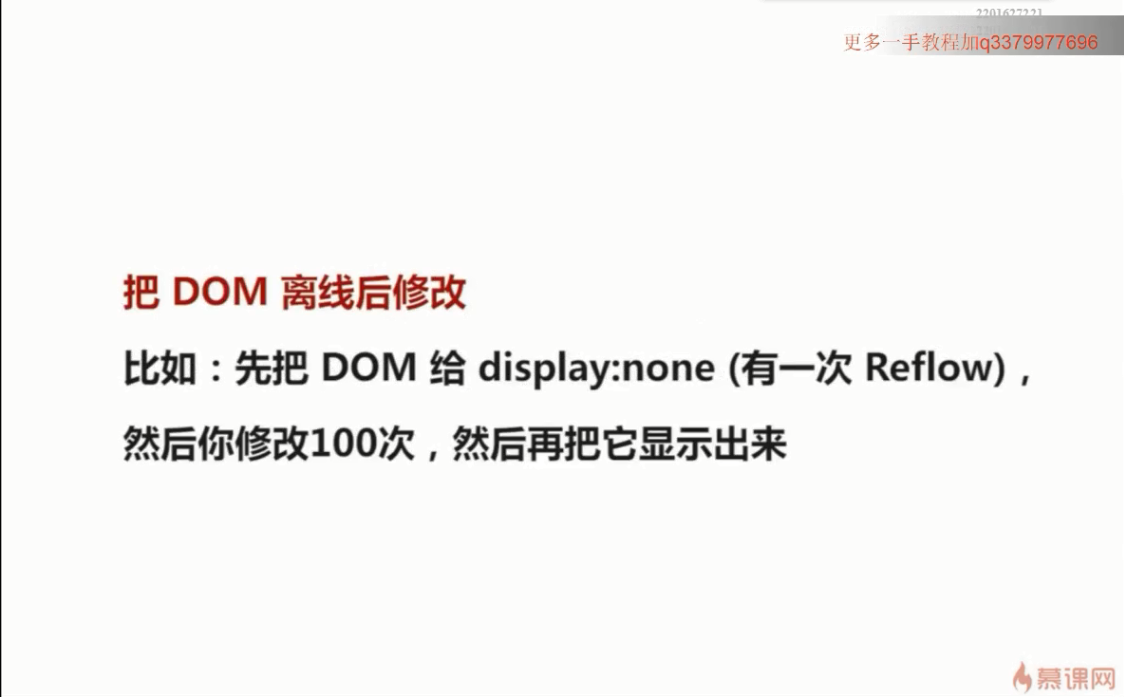 2201627221
更多一手教程加q3379977696
把 DOM 离线后修改
比如：先把 DOM 给 display:none (有一次 Reflow)，
然后你修改100次，然后再把它显示出来
慕课网